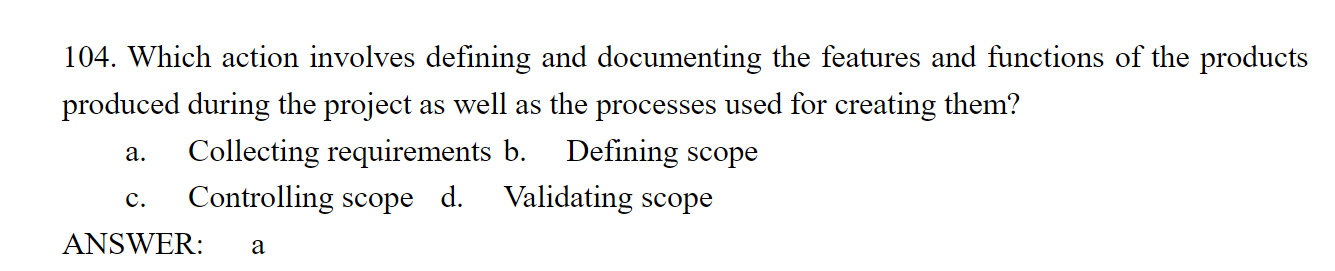 104. Which action involves defining and documenting the features and functions of the products
produced during the project as well as the processes used for creating them?
a. Collecting requirements b. Defining scope
c. Controlling scope d. Validating scope
ANSWER: a